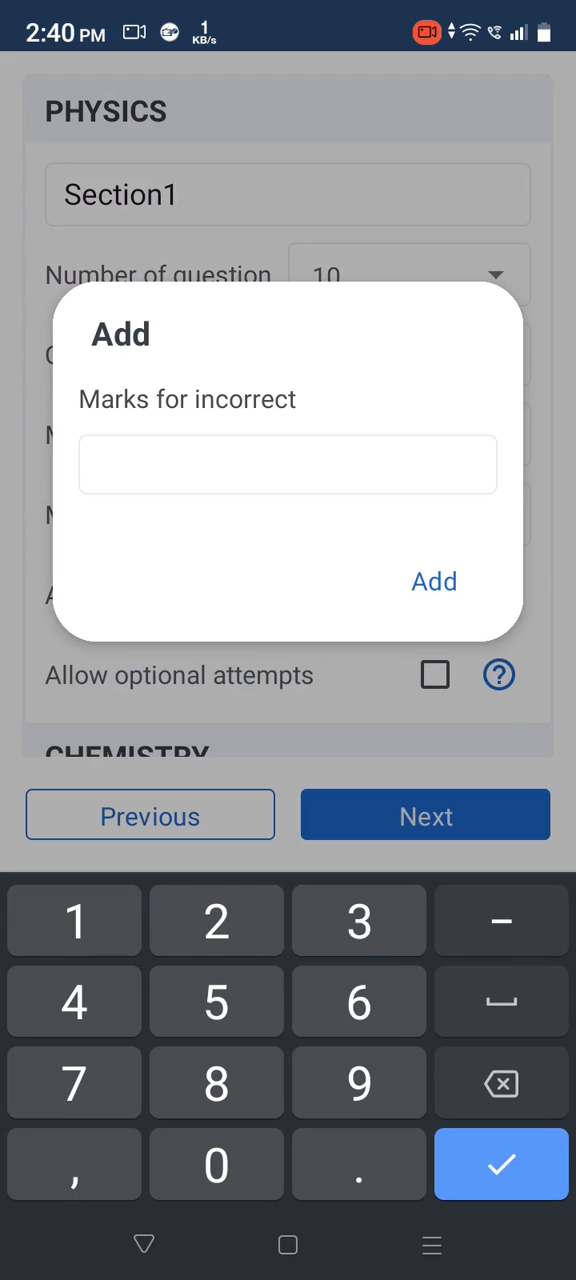 2:40 PM
1
KB/s
PHYSICS
Section1
Number of question
10
Add
Marks for incorrect
Add
Allow optional attempts
?
CHEMISTRY
Previous
Next
1 2 3 -
4 5 6
7 8 9
, 0 .